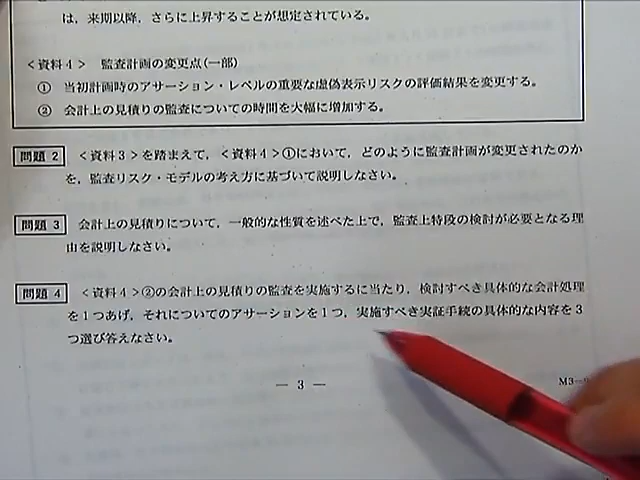 は，来期以降，さらに上昇することが想定されている。
＜資料4＞ 監査計画の変更点(一部)
① 当初計画時のアサーション・レベルの重要な虚偽表示リスクの評価結果を変更する。
② 会計上の見積りの監査についての時間を大幅に増加する。
問題 2 ＜資料3＞を踏まえて，＜資料4＞①において，どのように監査計画が変更されたのか
を，監査リスク・モデルの考え方に基づいて説明しなさい。
問題 3 会計上の見積りについて，一般的な性質を述べた上で，監査上特段の検討が必要となる理
由を説明しなさい。
問題 4 ＜資料4＞②の会計上の見積りの監査を実施するに当たり，検討すべき具体的な会計処理
を1つあげ，それについてのアサーションを1つ，実施すべき実証手続の具体的な内容を3
つ選び答えなさい。
― 3 ―
M3―